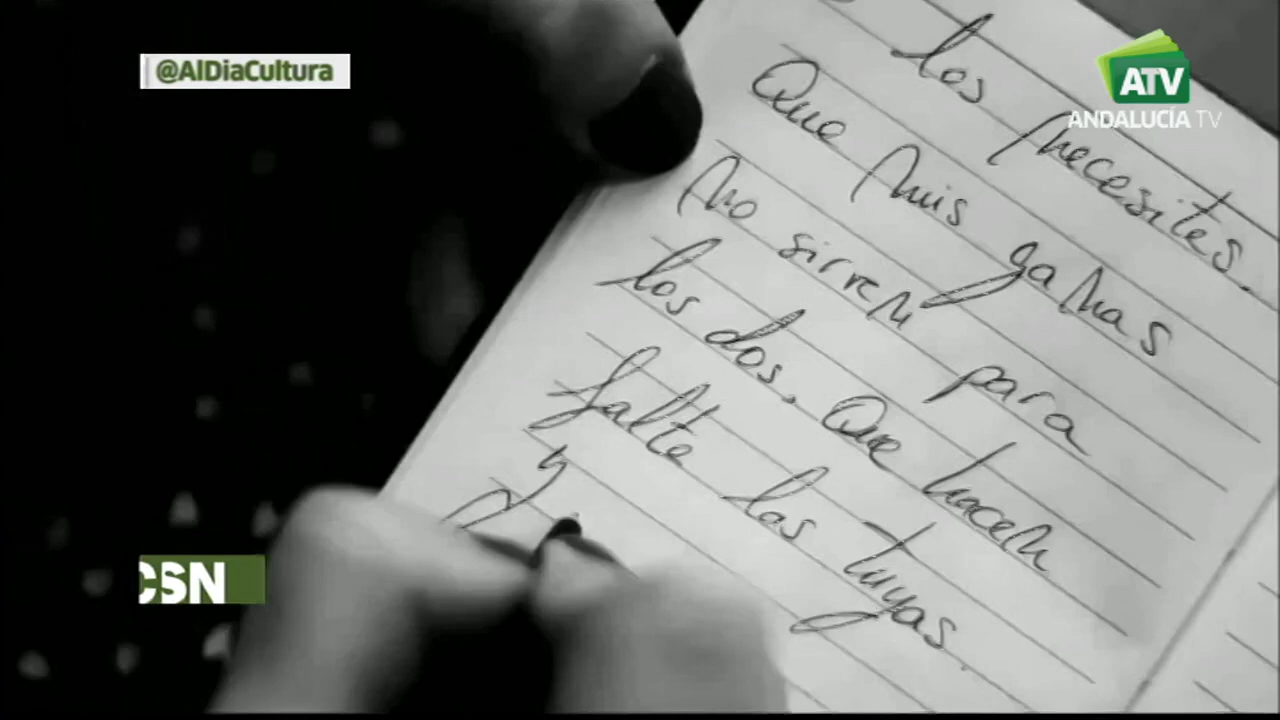 @AlDiaCultura
ATV
ANDALUCÍA TV
los necesites.
Que mis ganas
no sirven para
los dos. Que hacen
falta las tuyas.
y
CSN